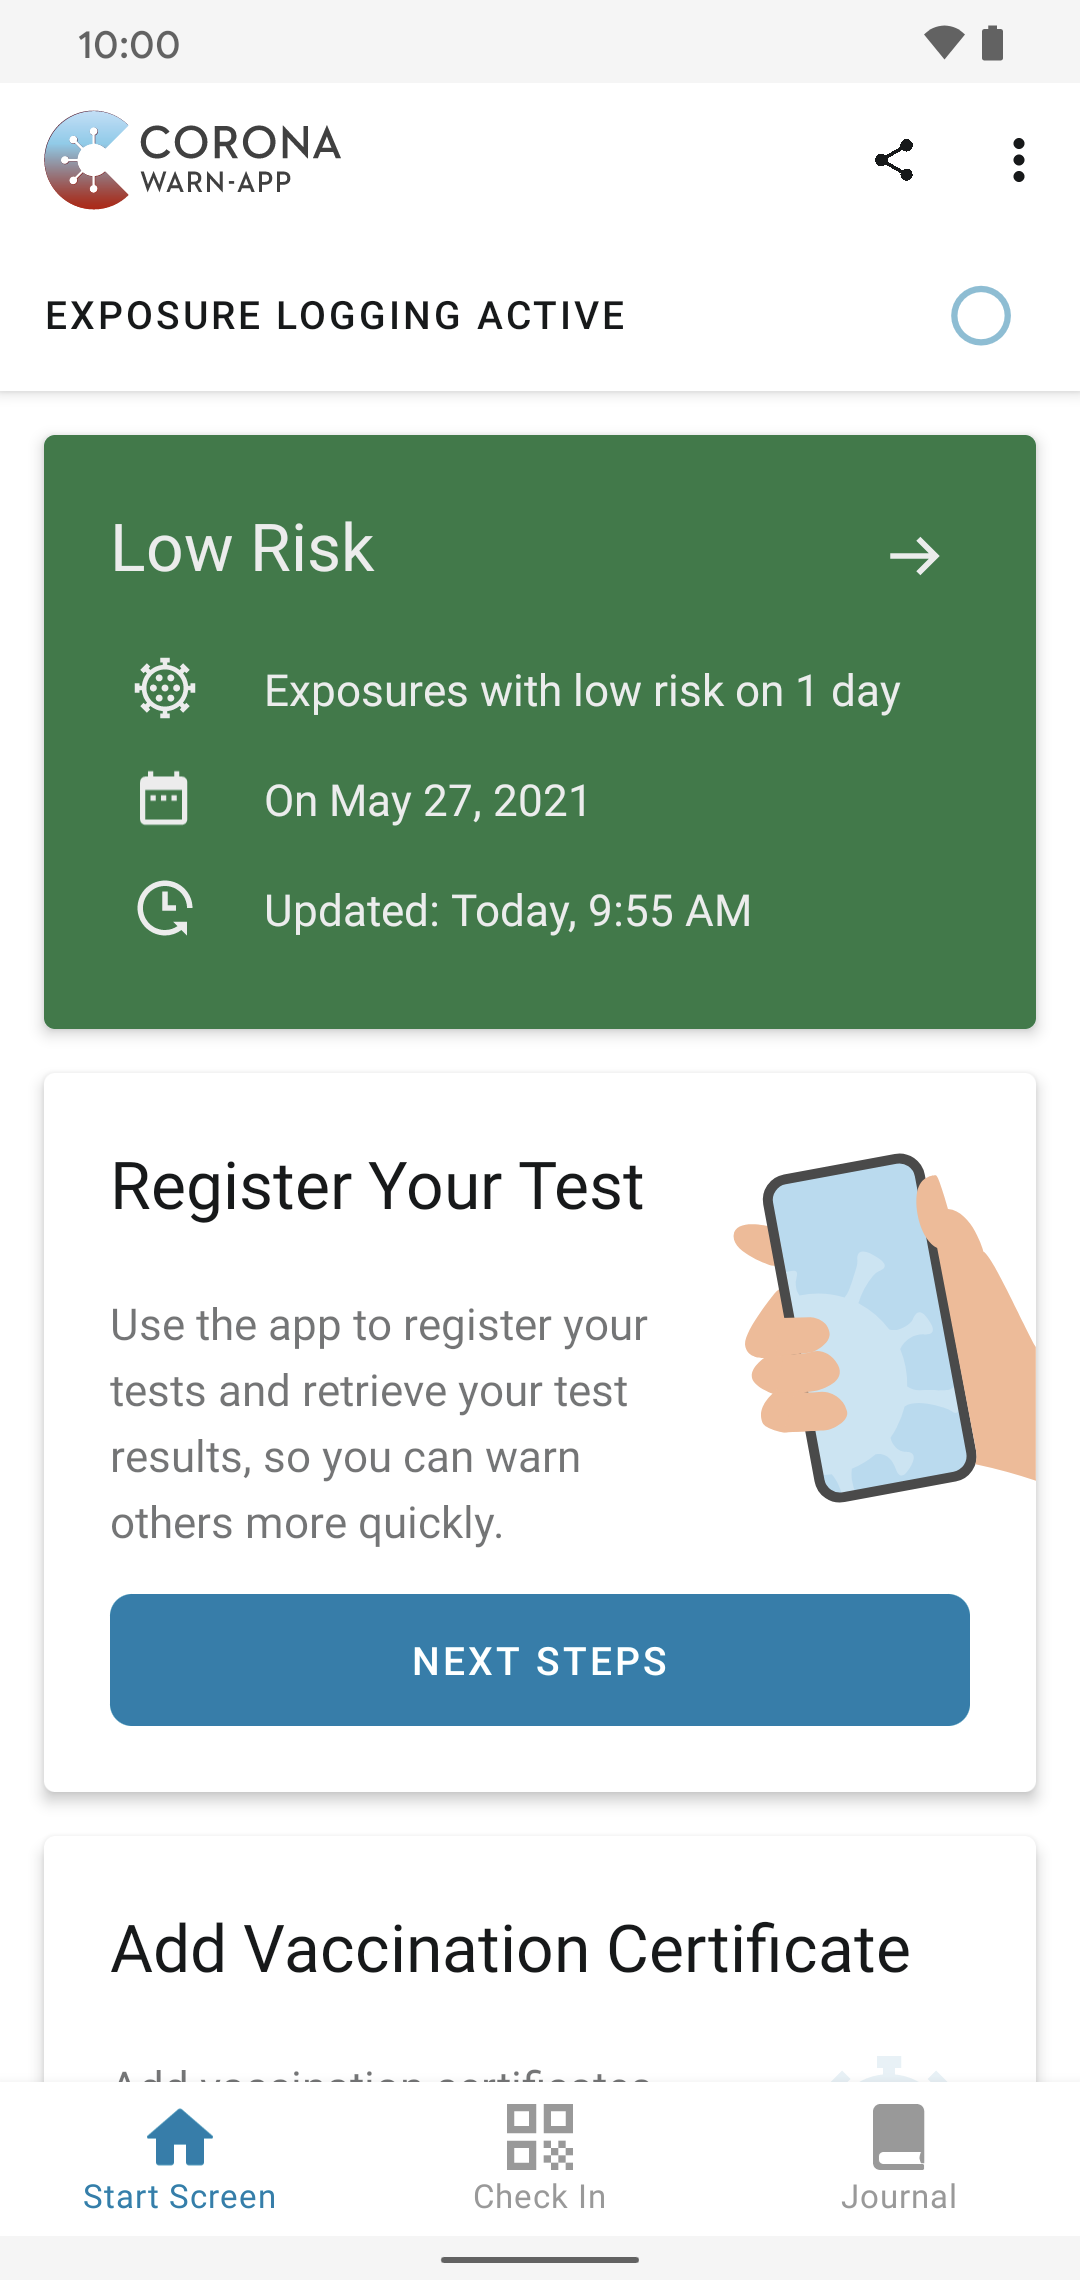 10:00
CORONA
WARN-APP
EXPOSURE LOGGING ACTIVE
Low Risk
Exposures with low risk on 1 day
On May 27, 2021
Updated: Today, 9:55 AM
Register Your Test
Use the app to register your
tests and retrieve your test
results, so you can warn
others more quickly.
NEXT STEPS
Add Vaccination Certificate
Add vaccination certificates
Start Screen
Check In
Journal